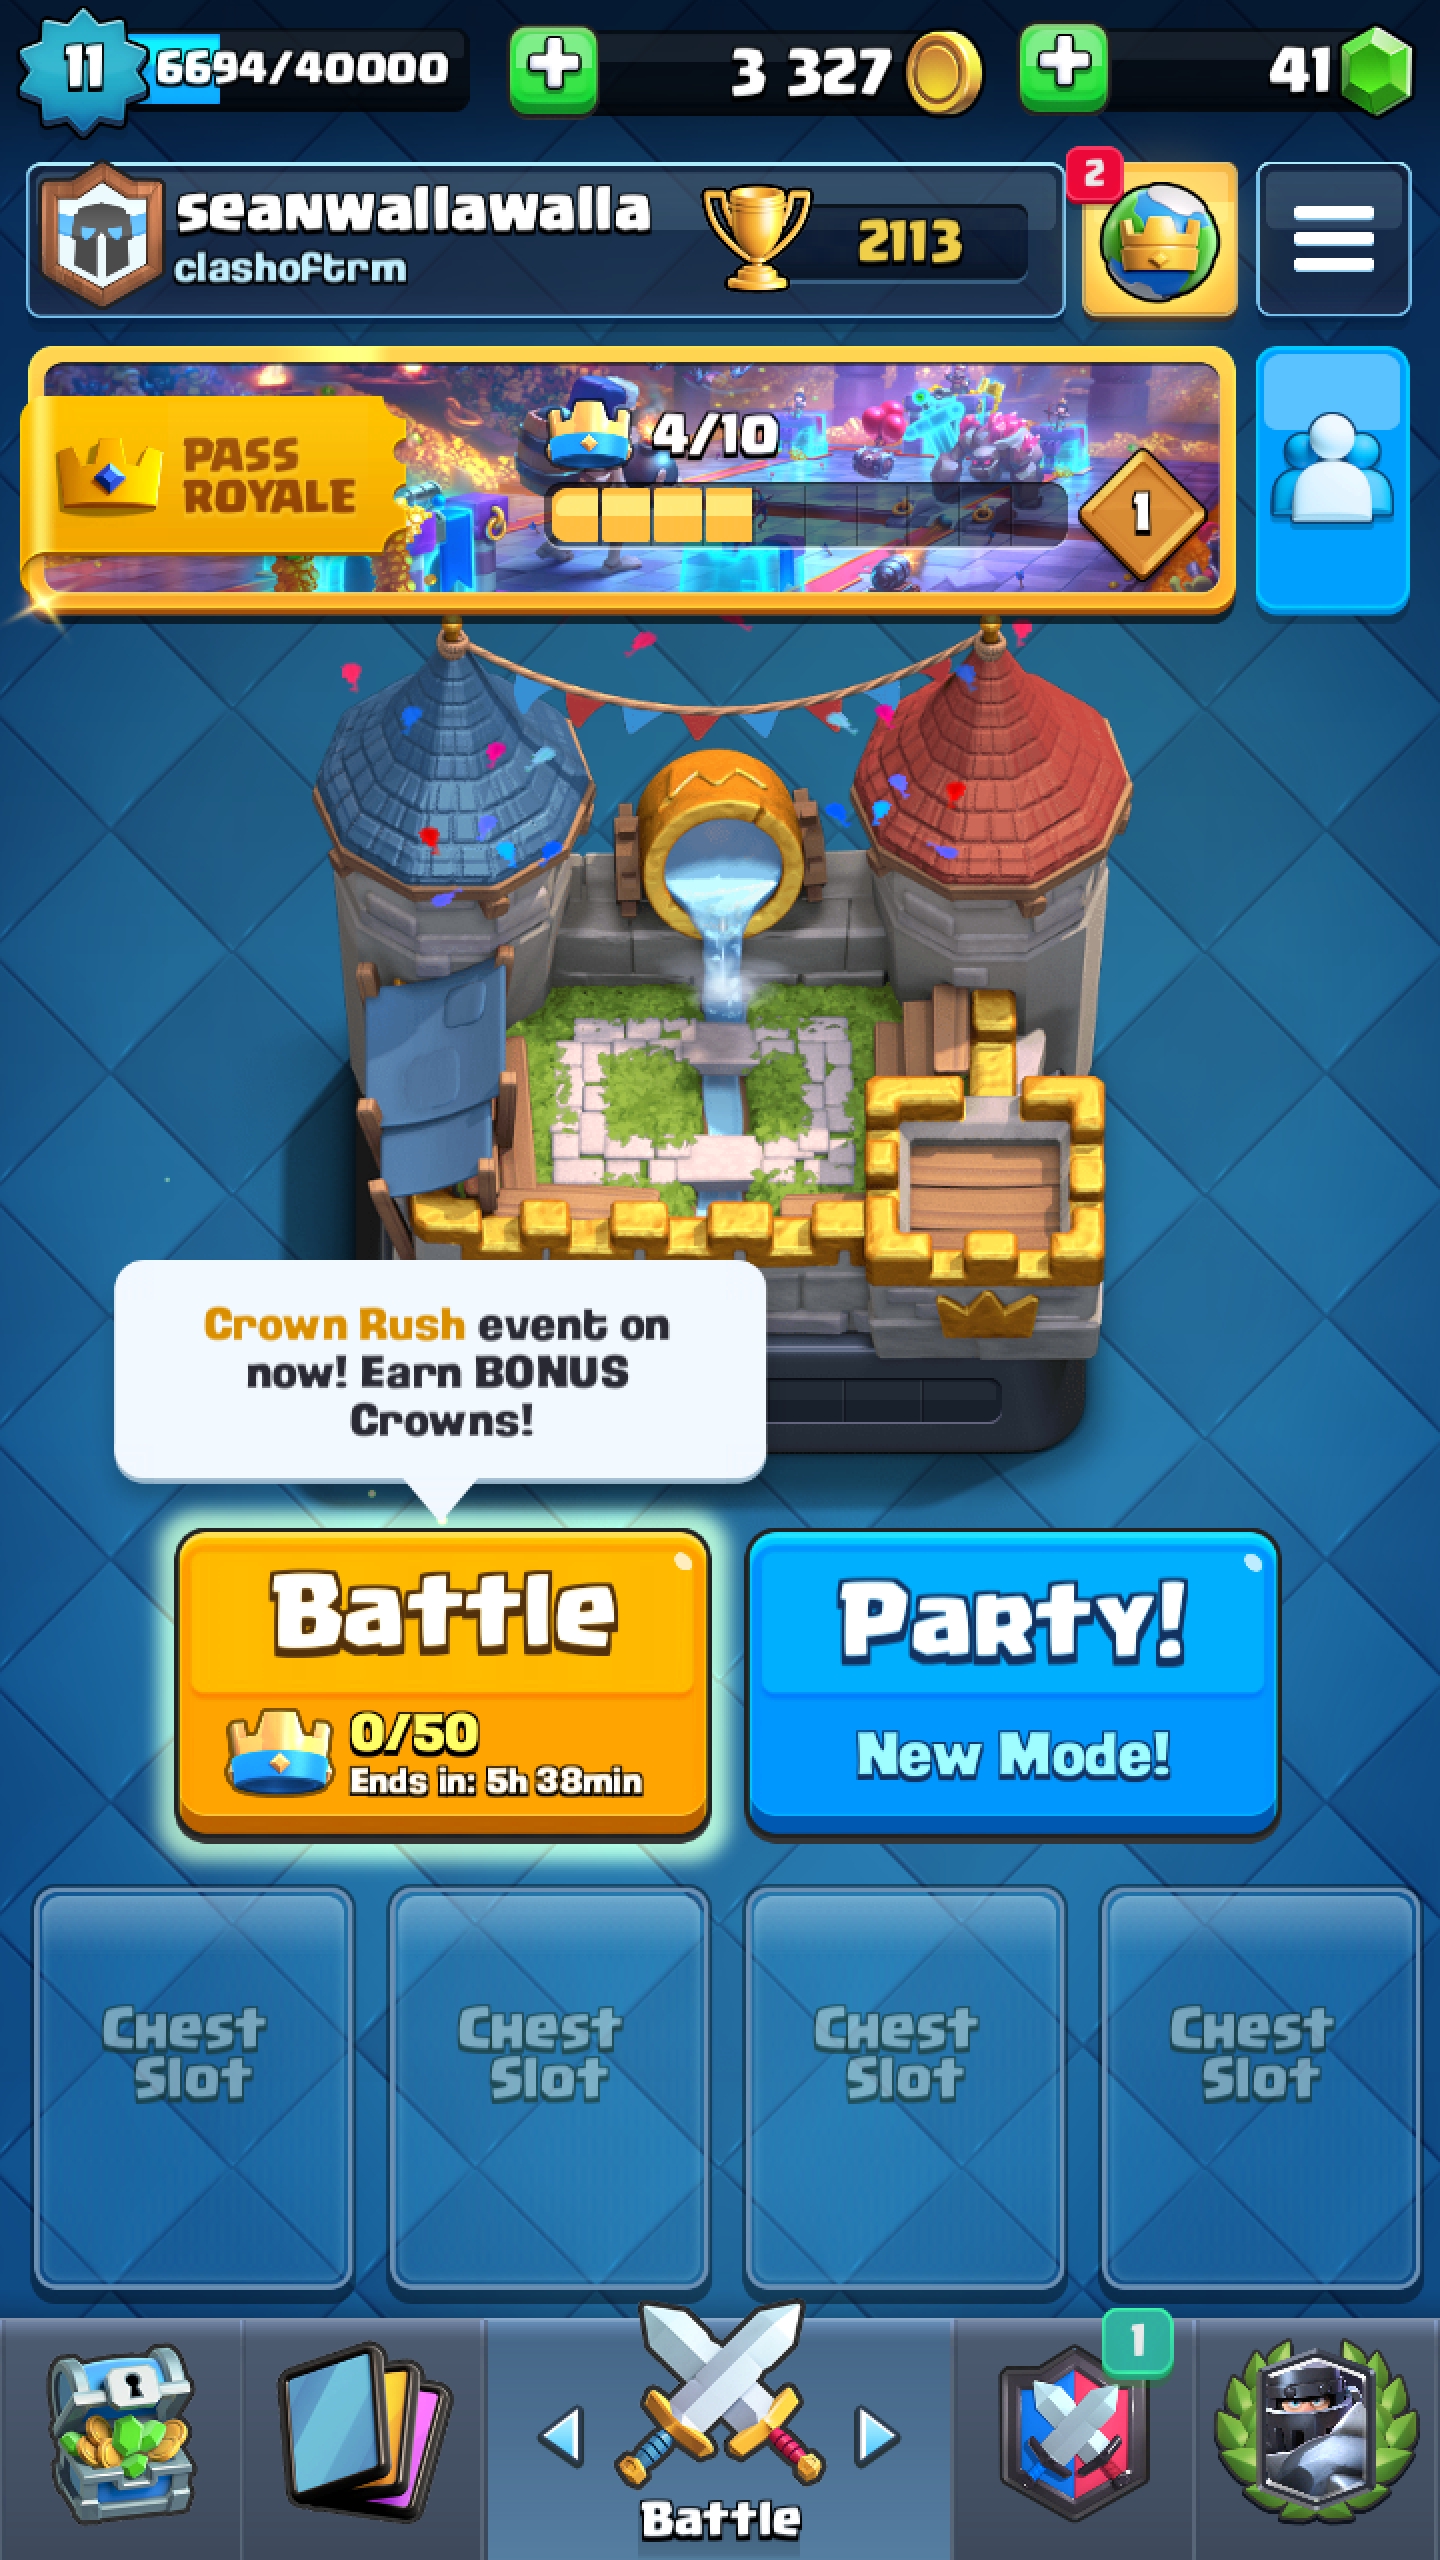 11
6694/40000
3 327
41
seanwallawalla
clashoftrm
2113
2
PASS
ROYALE
4/10
1
Crown Rush event on
now! Earn BONUS
Crowns!
Battle
0/50
Ends in: 5h 38min
Party!
New Mode!
Chest
Slot
Chest
Slot
Chest
Slot
Chest
Slot
1
Battle